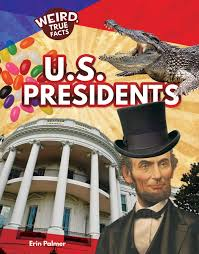 WEIRD,
TRUE
FACTS
U.S.
PRESIDENTS
Erin Palmer